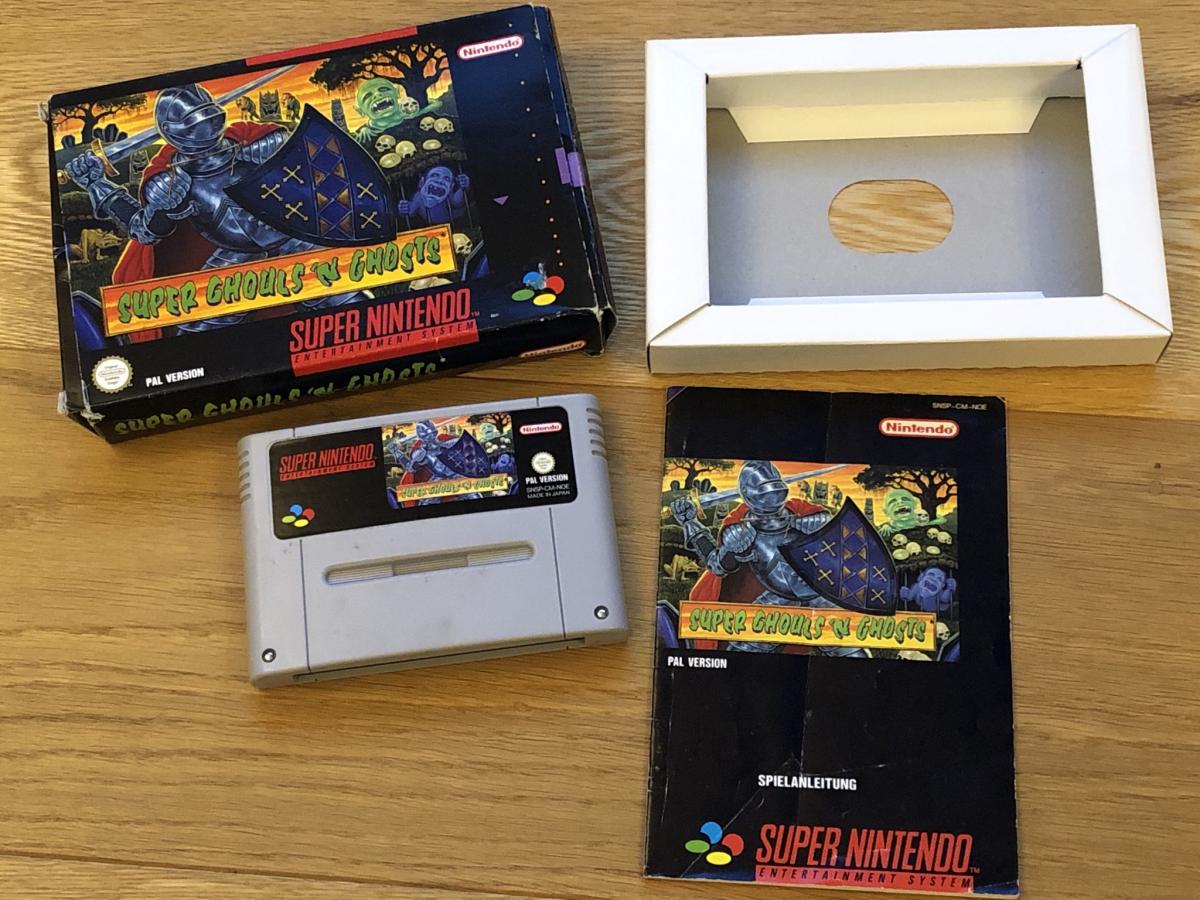 Nintendo
SUPER GHOULS 'N GHOSTS
SUPER NINTENDO
ENTERTAINMENT SYSTEM
PAL VERSION
Nintendo
SUPER GHOULS 'N GHOSTS
SUPER NINTENDO
ENTERTAINMENT SYSTEM
SUPER GHOULS 'N GHOSTS
Nintendo
PAL VERSION
SNSP-CM-NOE
MADE IN JAPAN
SNSP-CM-NOE
Nintendo
SUPER GHOULS 'N GHOSTS
PAL VERSION
SPIELANLEITUNG
SUPER NINTENDO
ENTERTAINMENT SYSTEM